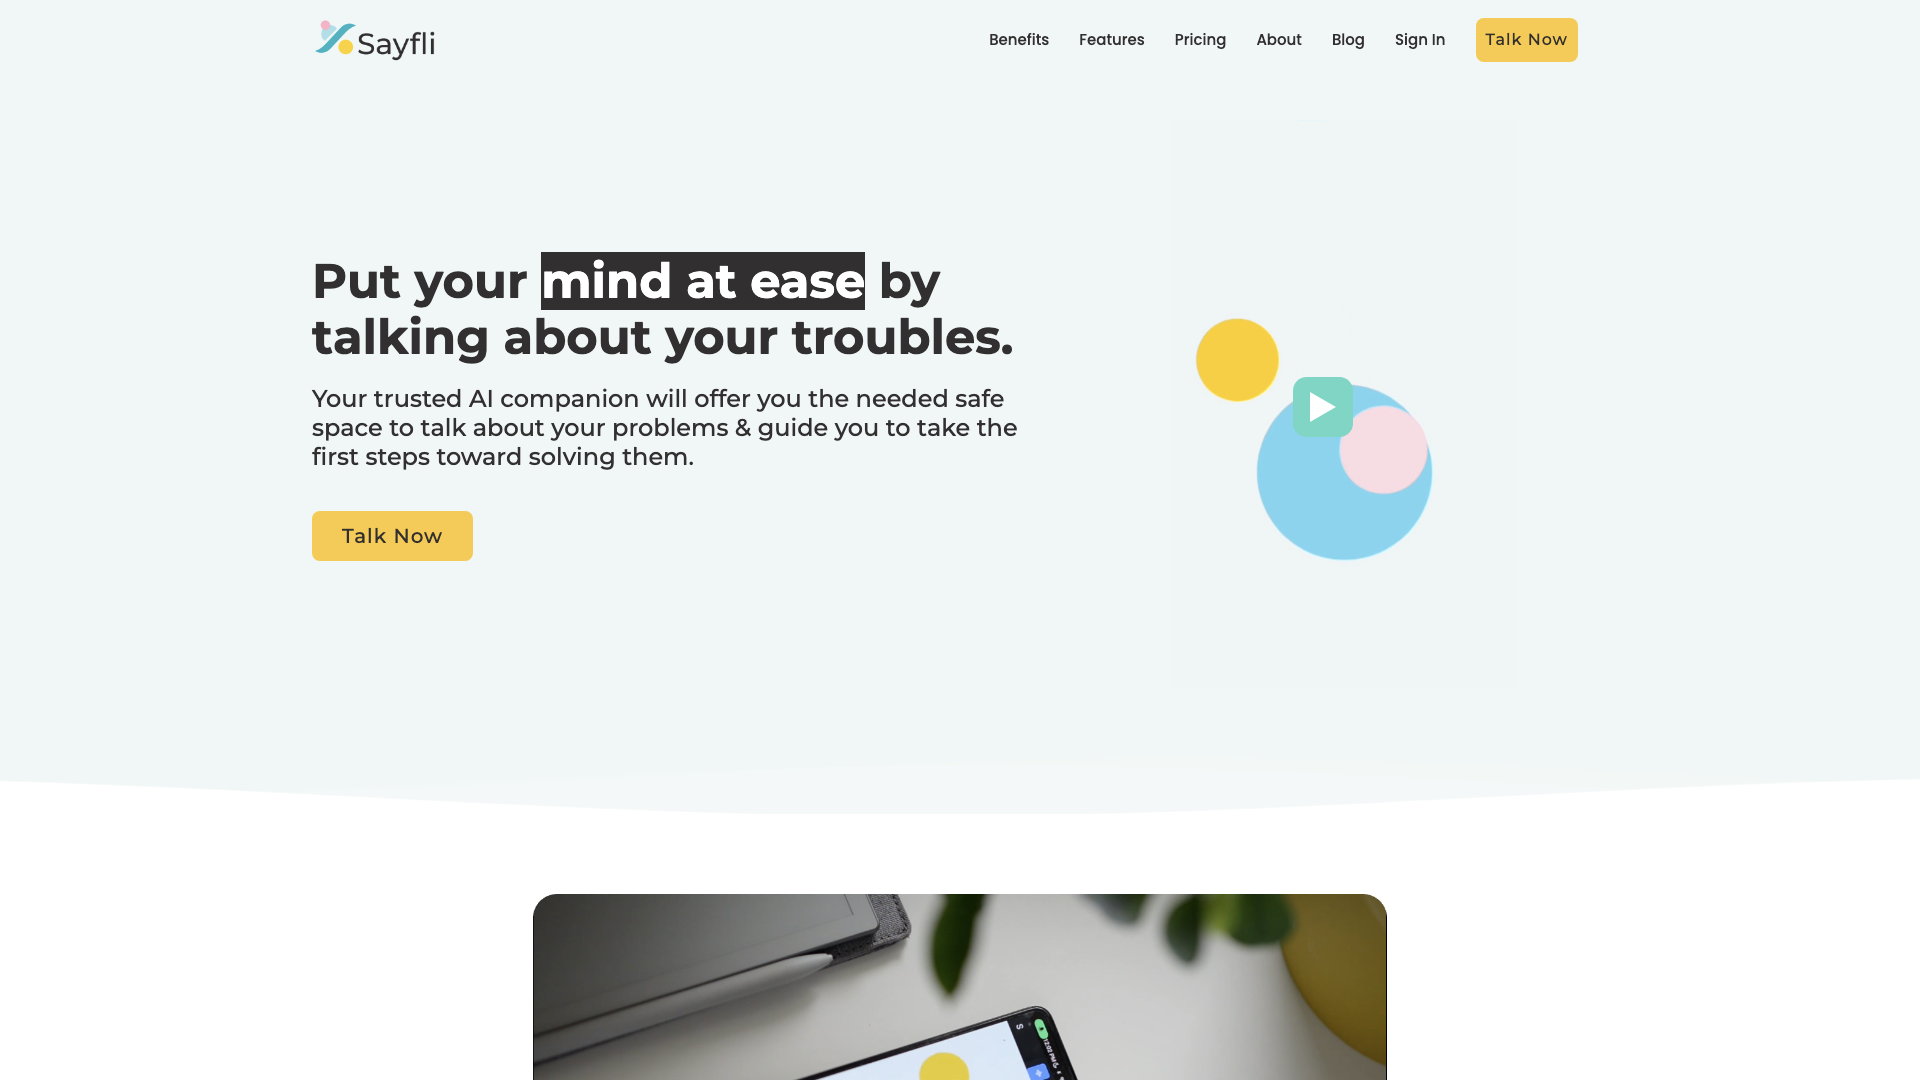 Sayfli
Benefits
Features
Pricing
About
Blog
Sign In
Talk Now
Put your mind at ease by
talking about your troubles.
Your trusted AI companion will offer you the needed safe
space to talk about your problems & guide you to take the
first steps toward solving them.
Talk Now